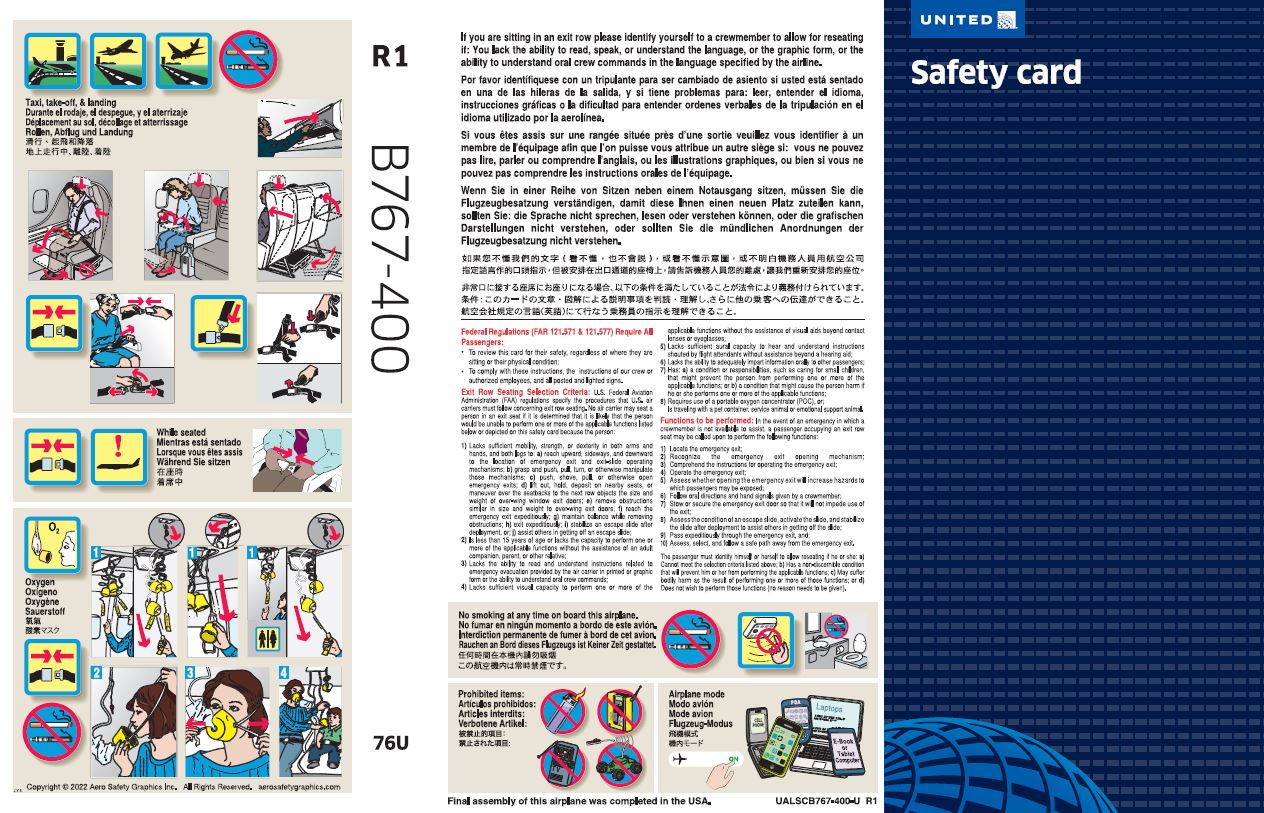 Taxi, take-off, & landing
Durante el rodaje, el despegue, y el aterrizaje
Déplacement au sol, décollage et atterrissage
Rollen, Abflug und Landung
滑行、起飛和降落
地上走行中、離陸、着陸
!
While seated
Mientras está sentado
Lorsque vous êtes assis
Während Sie sitzen
在座時
着席中
O2
1
1
1
Oxygen
Oxígeno
Oxygène
Sauerstoff
氧氣
酸素マスク
2
3
4
Copyright © 2022 Aero Safety Graphics Inc. All Rights Reserved. aerosafetygraphics.com
R1
B767-400
76U
If you are sitting in an exit row please identify yourself to a crewmember to allow for reseating
if: You lack the ability to read, speak, or understand the language, or the graphic form, or the
ability to understand oral crew commands in the language specified by the airline.
Por favor identifíquese con un tripulante para ser cambiado de asiento si usted está sentado
en una de las hileras de la salida, y si tiene problemas para: leer, entender el idioma,
instrucciones gráficas o la dificultad para entender ordenes verbales de la tripulación en el
idioma utilizado por la aerolínea.
Si vous êtes assis sur une rangée située près d'une sortie veuillez vous identifier à un
membre de l'équipage afin que l'on puisse vous attribue un autre siège si: vous ne pouvez
pas lire, parler ou comprendre l'anglais, ou les illustrations graphiques, ou bien si vous ne
pouvez pas comprendre les instructions orales de l'équipage.
Wenn Sie in einer Reihe von Sitzen neben einem Notausgang sitzen, müssen Sie die
Flugzeugbesatzung verständigen, damit diese Ihnen einen neuen Platz zuteilen kann,
sollten Sie: die Sprache nicht sprechen, lesen oder verstehen können, oder die grafischen
Darstellungen nicht verstehen, oder sollten Sie die mündlichen Anordnungen der
Flugzeugbesatzung nicht verstehen.
如果您不懂我們的文字（看不懂，也不會說），或看不懂示意圖，或不明白機務人員用航空公司
指定語言作的口頭指示，但被安排在出口通道的座椅上，請告訴機務人員您的難處，讓我們重新安排您的座位。
非常口に接する座席にお座りになる場合、以下の条件を満たしていることが法令により義務付けられています。
条件：このカードの文章・図解による説明事項を判読・理解し、さらに他の乗客への伝達ができること。
航空会社規定の言語(英語)にて行なう乗務員の指示を理解できること。
Federal Regulations (FAR 121.571 & 121.577) Require All
Passengers:
• To review this card for their safety, regardless of where they are
sitting or their physical condition;
• To comply with these instructions, the instructions of our crew or
authorized employees, and all posted and lighted signs.
Exit Row Seating Selection Criteria: U.S. Federal Aviation
Administration (FAA) regulations specify the procedures that U.S. air
carriers must follow concerning exit row seating. No air carrier may seat a
person in an exit seat if it is determined that it is likely that the person
would be unable to perform one or more of the applicable functions listed
below or depicted on this safety card because the person:
1) Lacks sufficient mobility, strength, or dexterity in both arms and
hands, and both legs to: a) reach upward, sideways, and downward
to the location of emergency exit and exit-slide operating
mechanisms; b) grasp and push, pull, turn, or otherwise manipulate
those mechanisms; c) push, shove, pull, or otherwise open
emergency exits; d) lift out, hold, deposit on nearby seats, or
maneuver over the seatbacks to the next row objects the size and
weight of over-wing window exit doors; e) remove obstructions
similar in size and weight to over-wing exit doors; f) reach the
emergency exit expeditiously; g) maintain balance while removing
obstructions; h) exit expeditiously; i) stabilize an escape slide after
deployment, or; j) assist others in getting off an escape slide;
2) Is less than 15 years of age or lacks the capacity to perform one or
more of the applicable functions without the assistance of an adult
companion, parent, or other relative;
3) Lacks the ability to read and understand instructions related to
emergency evacuation provided by the air carrier in printed or graphic
form or the ability to understand oral crew commands;
4) Lacks sufficient visual capacity to perform one or more of the
applicable functions without the assistance of visual aids beyond contact
lenses or eyeglasses;
5) Lacks sufficient aural capacity to hear and understand instructions
shouted by flight attendants without assistance beyond a hearing aid;
6) Lacks the ability to adequately impart information orally to other passengers;
7) Has: a) a condition or responsibilities, such as caring for small children,
that might prevent the person from performing one or more of the
applicable functions; or b) a condition that might cause the person harm if
he or she performs one or more of the applicable functions;
8) Requires use of a portable oxygen concentrator (POC), or;
Is traveling with a pet container, service animal or emotional support animal.
Functions to be performed: In the event of an emergency in which a
crewmember is not available to assist, a passenger occupying an exit row
seat may be called upon to perform the following functions:
1) Locate the emergency exit;
2) Recognize the emergency exit opening mechanism;
3) Comprehend the instructions for operating the emergency exit;
4) Operate the emergency exit;
5) Assess whether opening the emergency exit will increase hazards to
which passengers may be exposed;
6) Follow oral directions and hand signals given by a crewmember;
7) Stow or secure the emergency exit door so that it will not impede use of
the exit;
8) Assess the condition of an escape slide, activate the slide, and stabilize
the slide after deployment to assist others in getting off the slide;
9) Pass expeditiously through the emergency exit, and;
10) Assess, select, and follow a safe path away from the emergency exit.
The passenger must identify himself or herself to allow reseating if he or she: a)
Cannot meet the selection criteria listed above; b) Has a non-discernible condition
that will prevent him or her from performing the applicable functions; c) May suffer
bodily harm as the result of performing one or more of those functions; or d)
Does not wish to perform those functions (no reason needs to be given).
No smoking at any time on board this airplane.
No fumar en ningún momento a bordo de este avión.
Interdiction permanente de fumer à bord de cet avion.
Rauchen an Bord dieses Flugzeugs ist Keiner Zeit gestattet.
任何時間在本機內請勿吸煙
この航空機内は常時禁煙です。
Prohibited items:
Artículos prohibidos:
Articles interdits:
Verbotene Artikel:
被禁止的項目:
禁止された項目:
TV
Airplane mode
Modo avión
Mode avion
Flugzeug-Modus
飛機模式
機内モード
ON
CELL
PHONE
PDA
Laptops
E-Book
or
Tablet
Computer
Final assembly of this airplane was completed in the USA.
UALSCB767-400-U R1
UNITED
Safety card